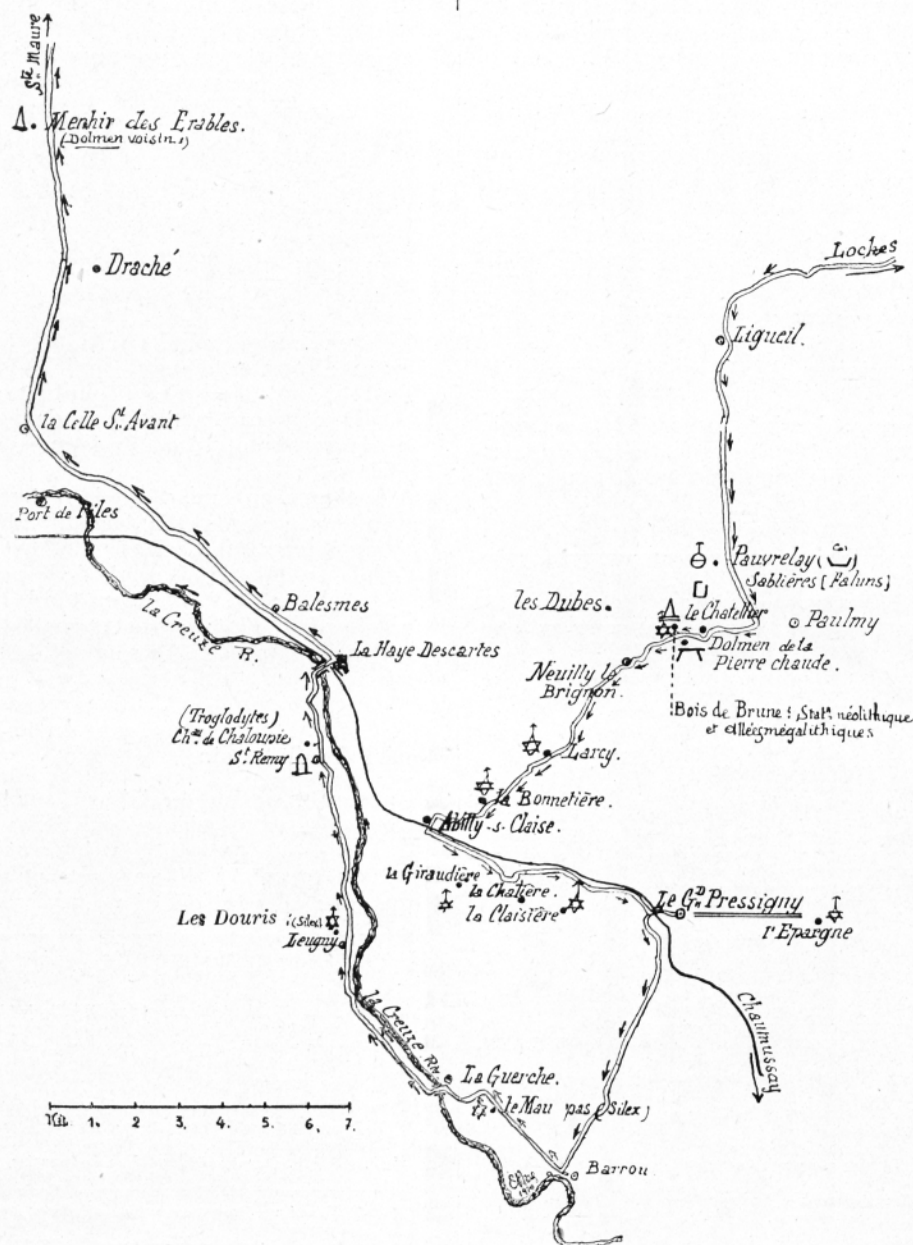 Ste Maure
Menhir des Erables.
(Dolmen voisin.)
Draché
Loches
Ligueil.
la Celle St. Avant
Port de Piles
Pauvrelay (
Sablières (Faluns)
les Dubes.
le Chatellier
Paulmy
Balesmes
la Creuze R.
Dolmen de la
Pierre chaude.
La Haye Descartes
Neuilly le
Brignon.
Bois de Brune : Statn. néolithique
et allées mégalithiques
(Troglodytes)
Chau. de Chaloupie
St. Remy
Larcy.
la Bonnetière.
Abilly-s-Claise.
la Giraudière
la Chatière.
la Claisière
Le Gd. Pressigny
l'Epargne
Les Douris (Silex)
Leugny
la Creuze Rre
Chaumussay
La Guerche.
le Mau (pas Silex)
Kil. 1. 2. 3. 4. 5. 6. 7.
Barrou